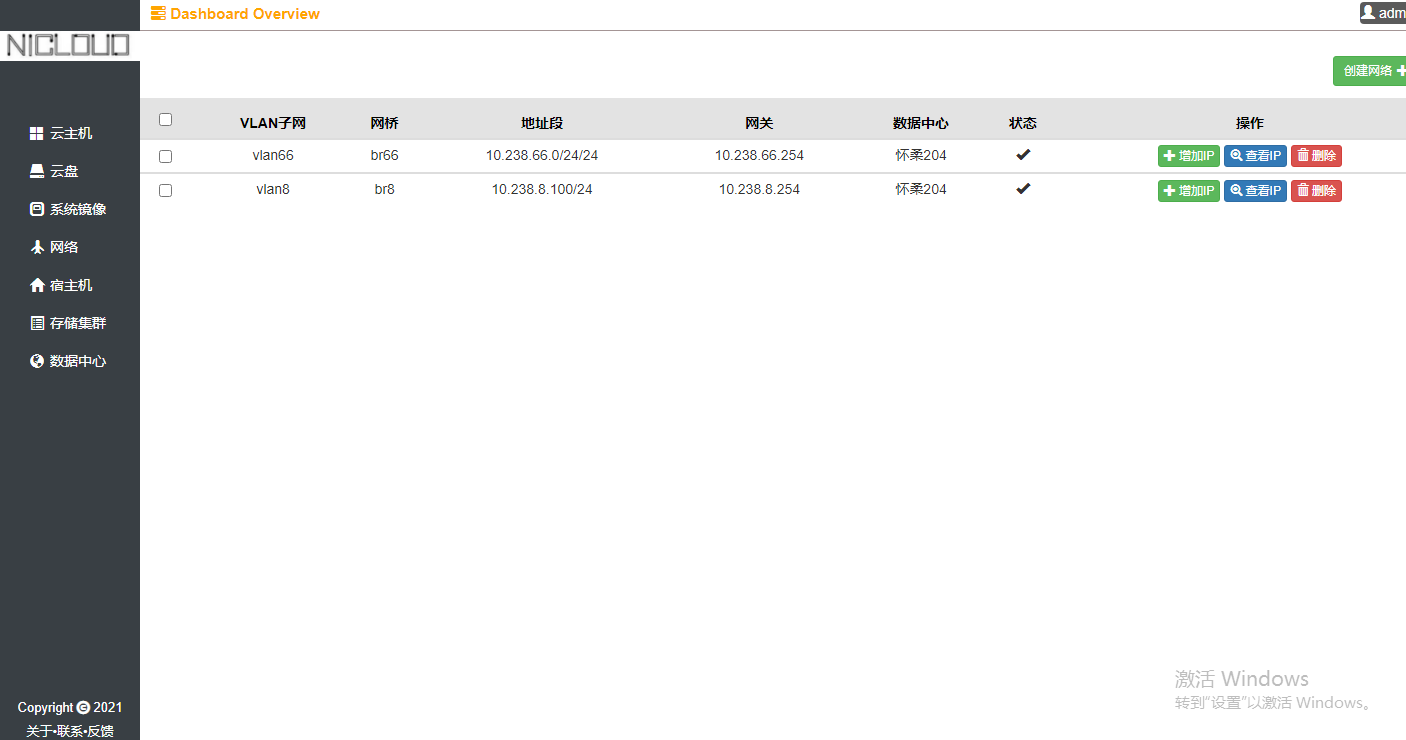 Dashboard Overview
adm
NICLOUD
创建网络
VLAN子网 网桥 地址段 网关 数据中心 状态 操作
vlan66 br66 10.238.66.0/24/24 10.238.66.254 怀柔204 增加IP 查看IP 删除
vlan8 br8 10.238.8.100/24 10.238.8.254 怀柔204 增加IP 查看IP 删除
云主机
云盘
系统镜像
网络
宿主机
存储集群
数据中心
激活 Windows
转到"设置"以激活 Windows。
Copyright 2021
关于•联系•反馈